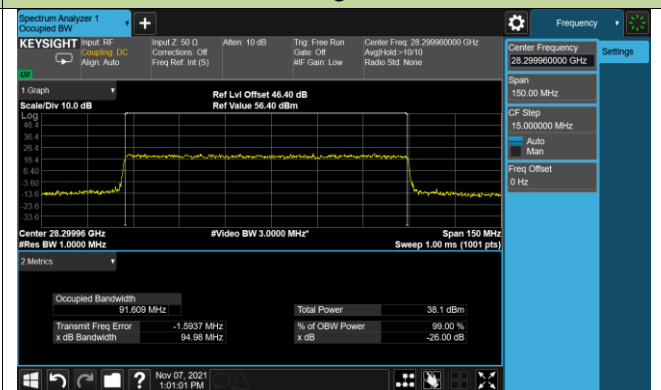 Spectrum Analyzer 1
Occupied BW
Frequency
KEYSIGHT
Input: RF
Coupling: DC
Align: Auto
Input Z: 50 Ω
Corrections: Off
Freq Ref: Int (S)
Atten: 10 dB
Trig: Free Run
Gate: Off
#IF Gain: Low
Center Freq: 28.299960000 GHz
Avg|Hold:>10/10
Radio Std: None
Center Frequency
28.299960000 GHz
Settings
Span
150.00 MHz
CF Step
15.000000 MHz
Auto
Man
Freq Offset
0 Hz
1 Graph
Scale/Div 10.0 dB
Ref Lvl Offset 46.40 dB
Ref Value 56.40 dBm
Log
46.4
36.4
26.4
16.4
6.40
-3.60
-13.6
-23.6
-33.6
Center 28.29996 GHz
#Video BW 3.0000 MHz*
Span 150 MHz
#Res BW 1.0000 MHz
Sweep 1.00 ms (1001 pts)
2 Metrics
Occupied Bandwidth
91.609 MHz
Total Power
38.1 dBm
Transmit Freq Error
-1.5937 MHz
% of OBW Power
99.00 %
x dB Bandwidth
94.98 MHz
x dB
-26.00 dB
?
Nov 07, 2021
1:01:01 PM